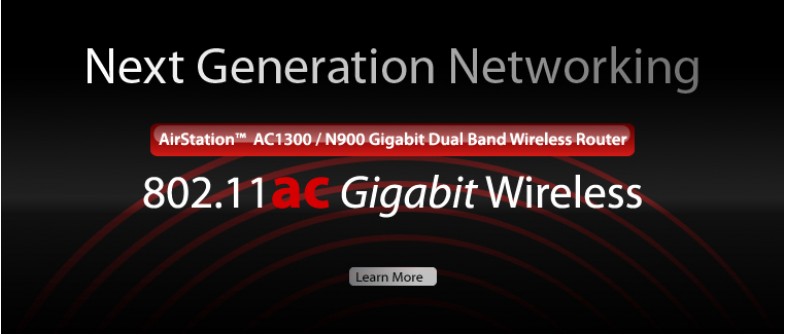 Next Generation Networking
AirStation™ AC1300 / N900 Gigabit Dual Band Wireless Router
802.11ac Gigabit Wireless
Learn More